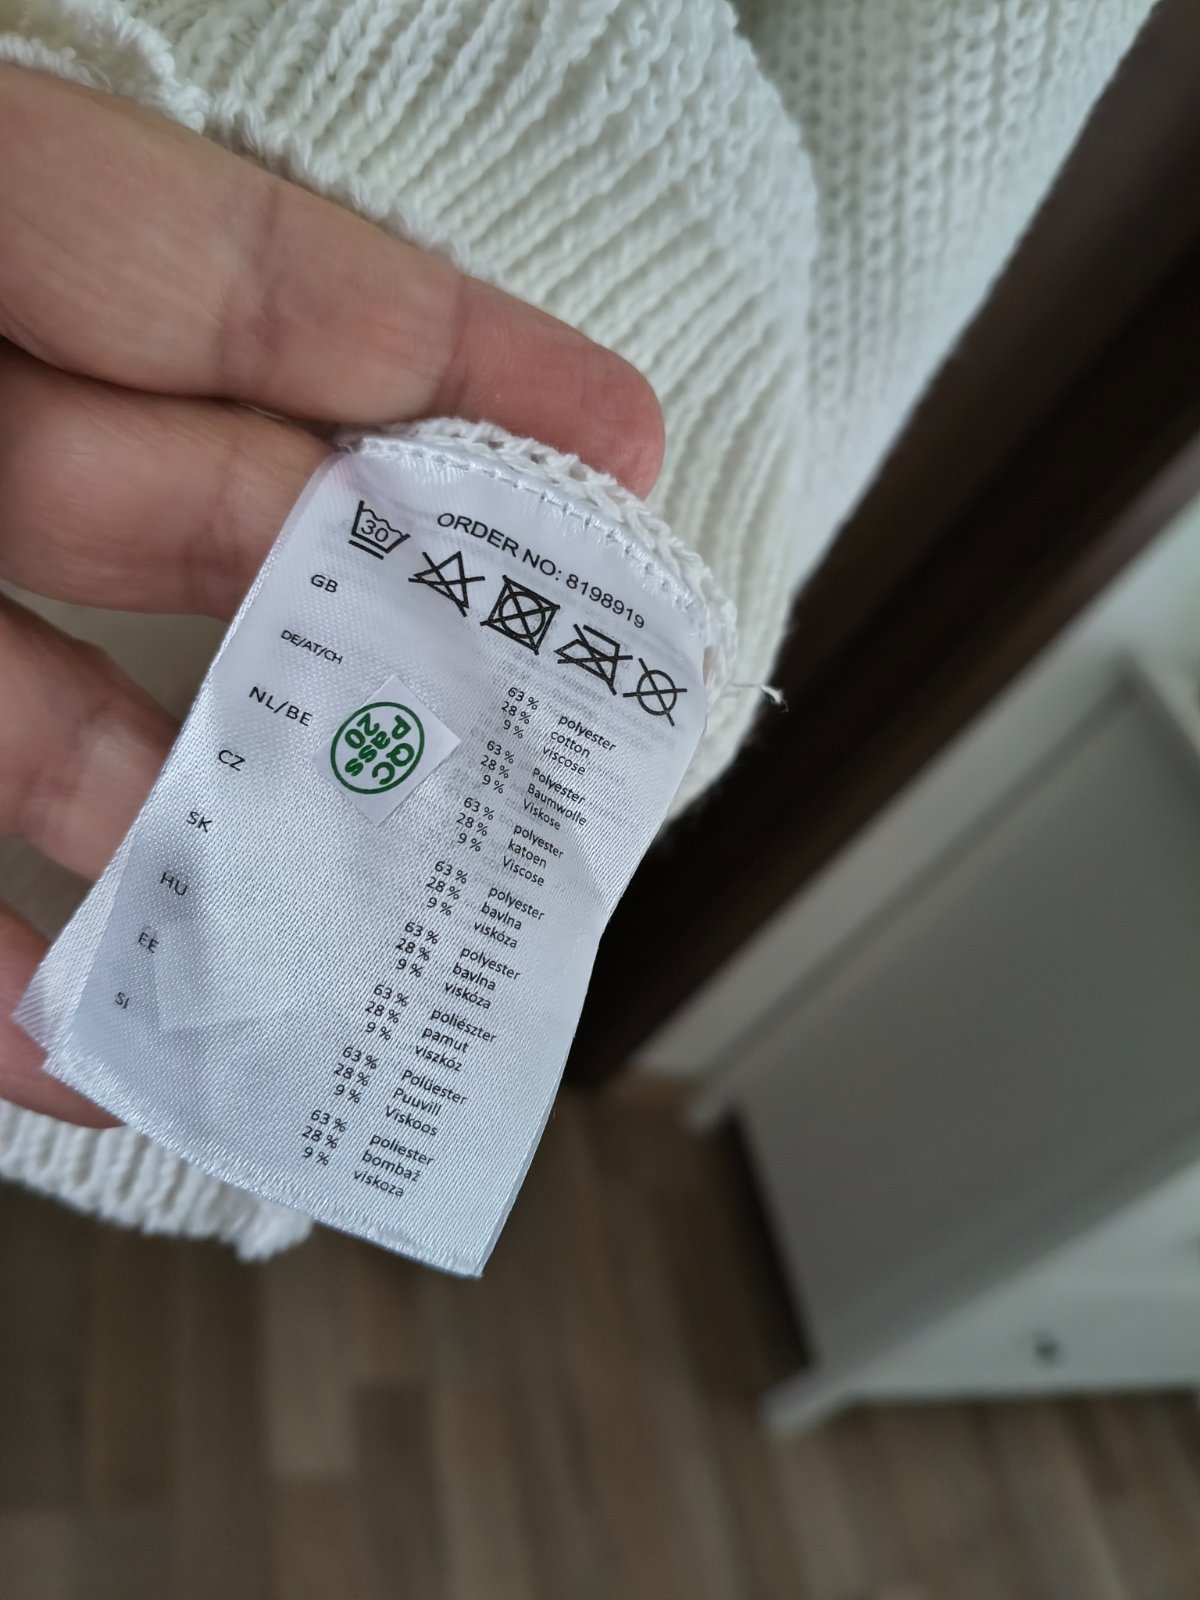 ORDER NO: 8198919
30
GB
63 % polyester
28 % cotton
9 % viscose
DE/AT/CH
63 % Polyester
28 % Baumwolle
9 % Viskose
NL/BE
63 % polyester
28 % katoen
9 % Viscose
CZ
63 % polyester
28 % bavlna
9 % viskóza
SK
63 % polyester
28 % bavlna
9 % viskóza
HU
63 % poliészter
28 % pamut
9 % viszkóz
EE
63 % Polüester
28 % Puuvill
9 % Viskoos
SI
63 % poliester
28 % bombaž
9 % viskoza
QC